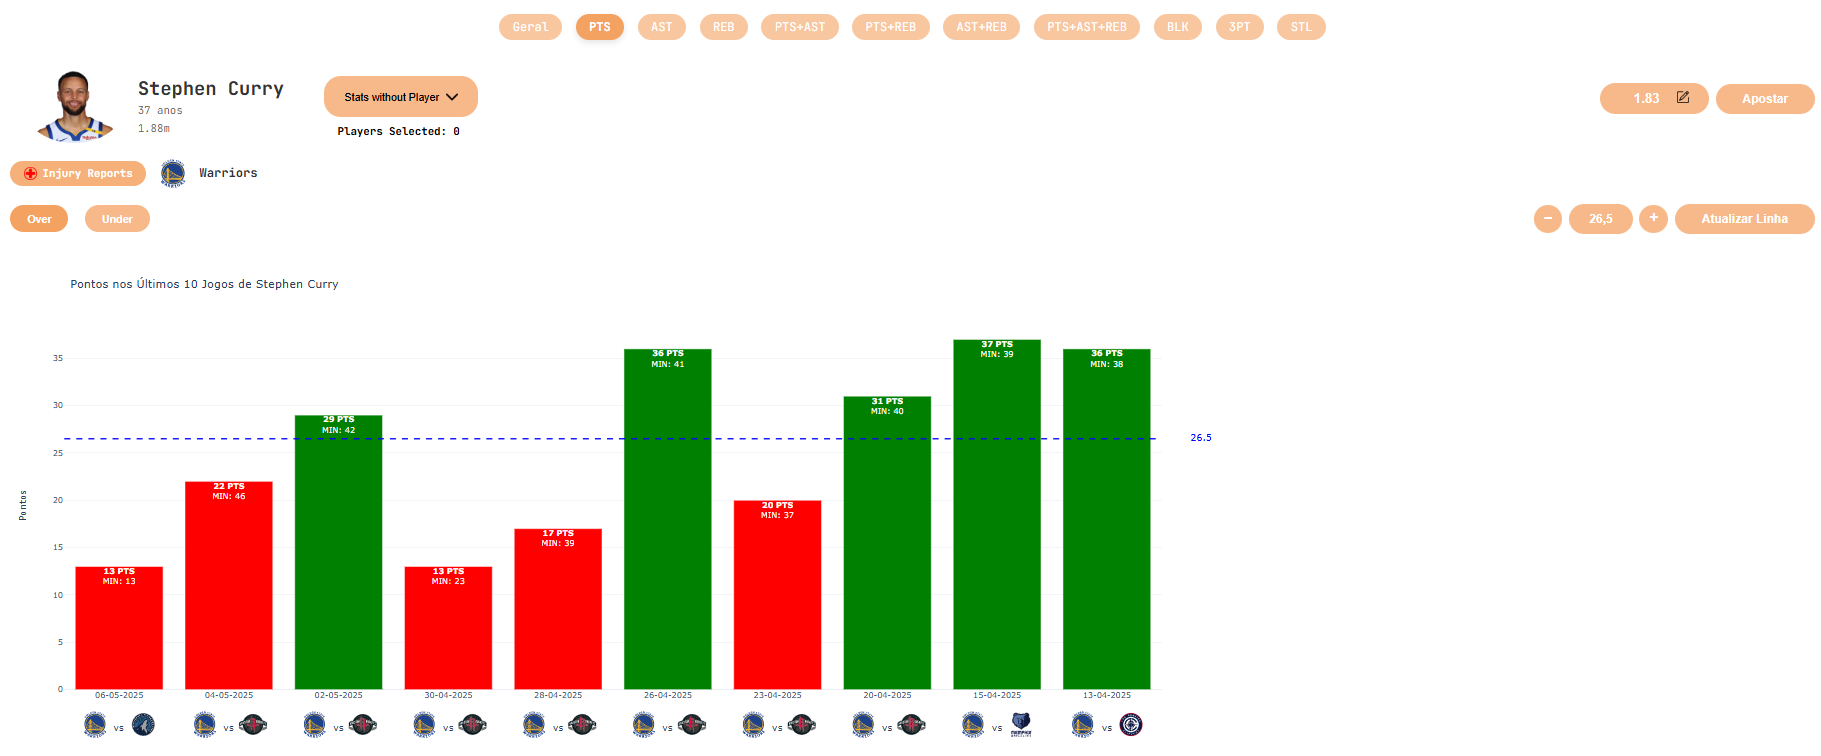 Geral PTS AST REB PTS+AST PTS+REB AST+REB PTS+AST+REB BLK 3PT STL
Stephen Curry
37 anos
1.88m
Stats without Player
Players Selected: 0
1.83 Apostar
Injury Reports Warriors
Over Under
− 26,5 + Atualizar Linha
Pontos nos Últimos 10 Jogos de Stephen Curry
Pontos
35
30
25
20
15
10
5
0
26.5
13 PTS
MIN: 13
22 PTS
MIN: 46
29 PTS
MIN: 42
13 PTS
MIN: 23
17 PTS
MIN: 39
36 PTS
MIN: 41
20 PTS
MIN: 37
31 PTS
MIN: 40
37 PTS
MIN: 39
36 PTS
MIN: 38
06-05-2025 04-05-2025 02-05-2025 30-04-2025 28-04-2025 26-04-2025 23-04-2025 20-04-2025 15-04-2025 13-04-2025
vs vs vs vs vs vs vs vs vs vs